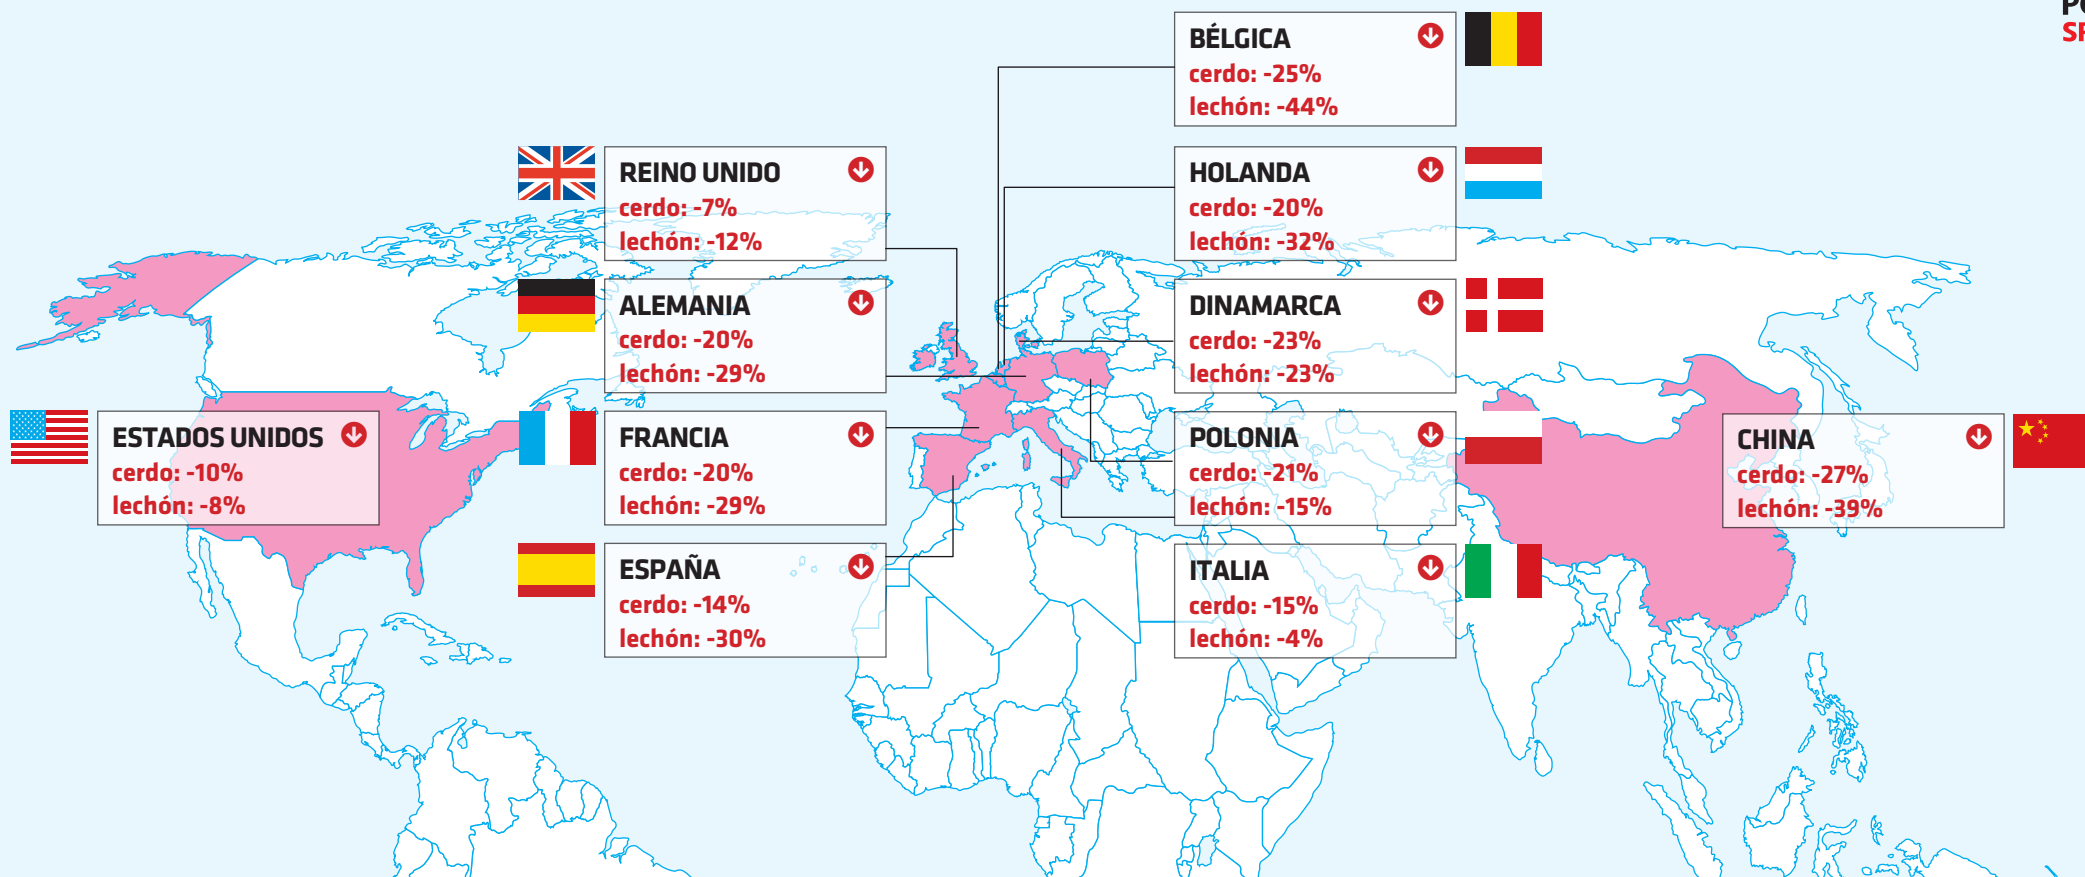 BÉLGICA
cerdo: -25%
lechón: -44%
REINO UNIDO
cerdo: -7%
lechón: -12%
HOLANDA
cerdo: -20%
lechón: -32%
ALEMANIA
cerdo: -20%
lechón: -29%
DINAMARCA
cerdo: -23%
lechón: -23%
ESTADOS UNIDOS
cerdo: -10%
lechón: -8%
FRANCIA
cerdo: -20%
lechón: -29%
POLONIA
cerdo: -21%
lechón: -15%
CHINA
cerdo: -27%
lechón: -39%
ESPAÑA
cerdo: -14%
lechón: -30%
ITALIA
cerdo: -15%
lechón: -4%